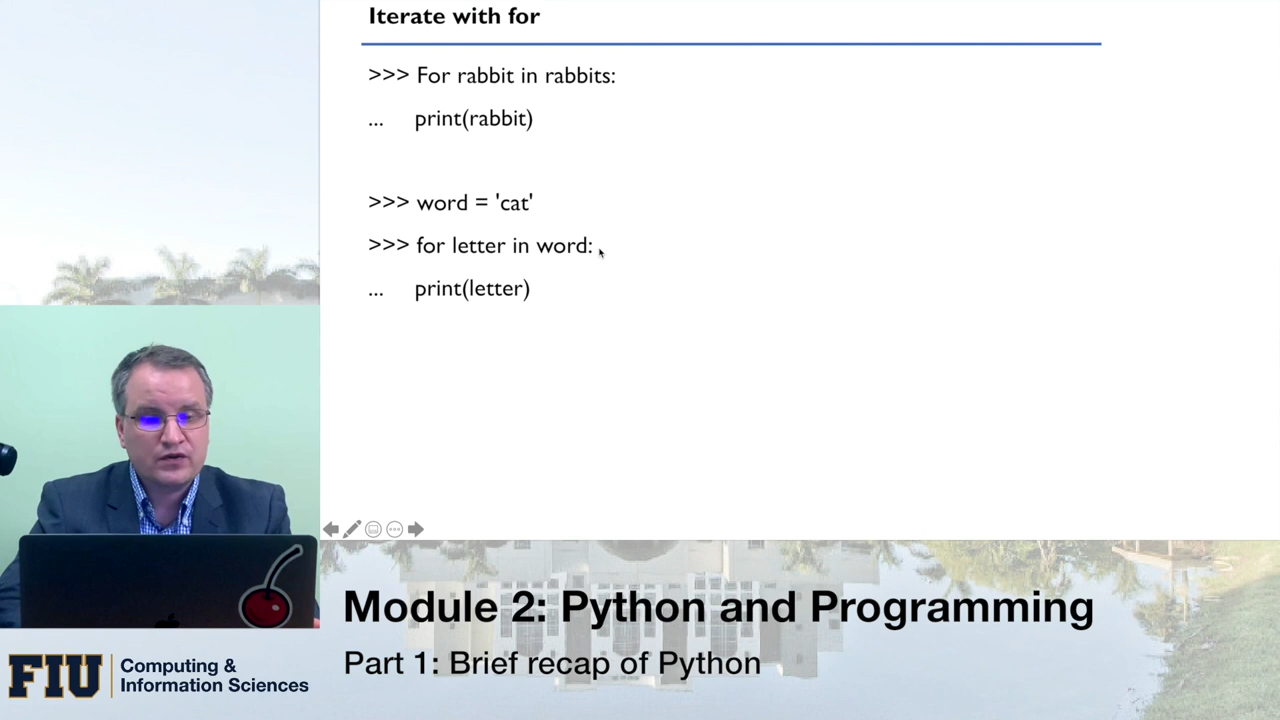 Iterate with for
>>> For rabbit in rabbits:
... print(rabbit)
>>> word = 'cat'
>>> for letter in word:
... print(letter)
Module 2: Python and Programming
Part 1: Brief recap of Python
FIU
Computing &
Information Sciences